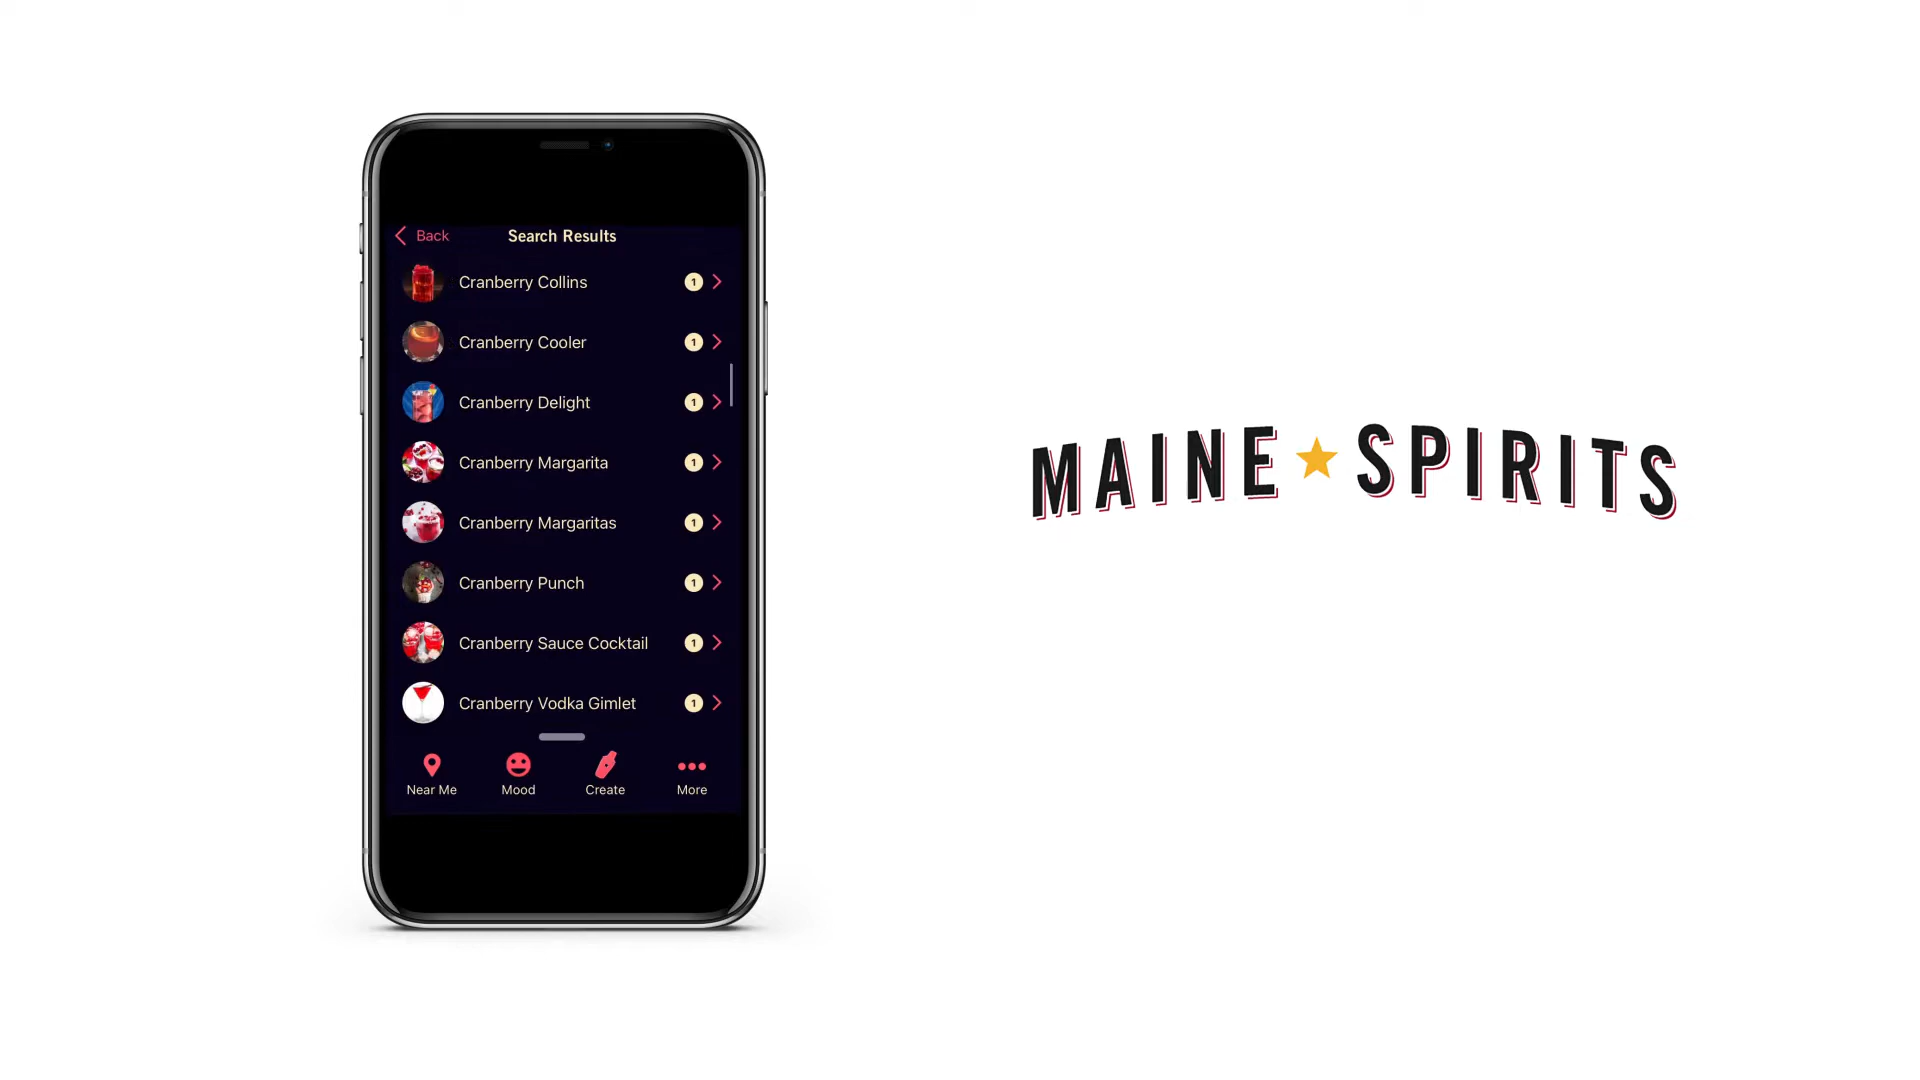 Back
Search Results
Cranberry Collins 1
Cranberry Cooler 1
Cranberry Delight 1
Cranberry Margarita 1
Cranberry Margaritas 1
Cranberry Punch 1
Cranberry Sauce Cocktail 1
Cranberry Vodka Gimlet 1
Near Me
Mood
Create
More
MAINE SPIRITS